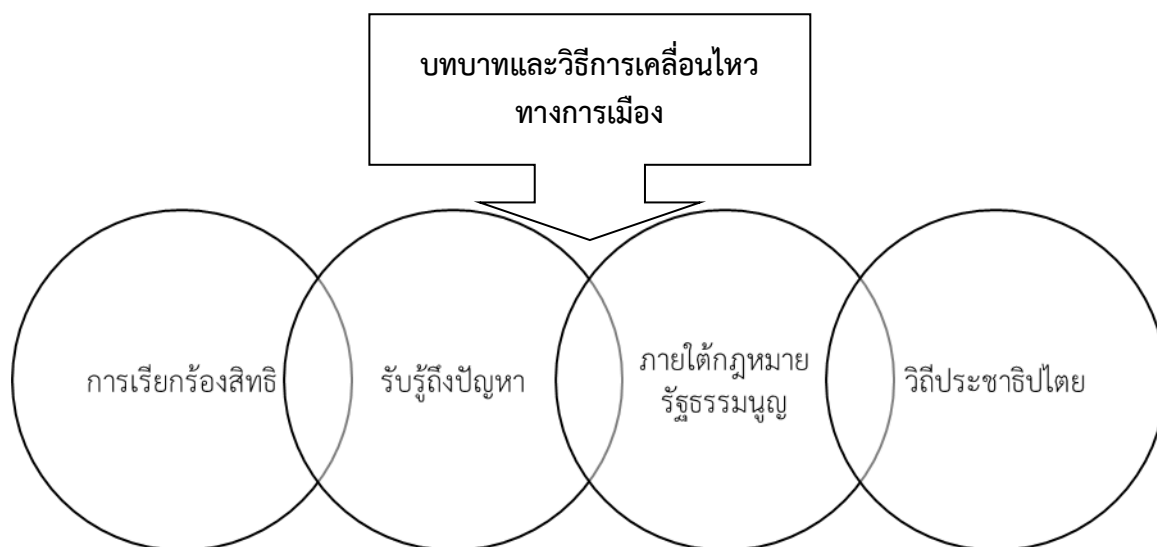 บทบาทและวิธีการเคลื่อนไหว
ทางการเมือง
การเรียกร้องสิทธิ
รับรู้ถึงปัญหา
ภายใต้กฎหมาย
รัฐธรรมนูญ
วิถีประชาธิปไตย